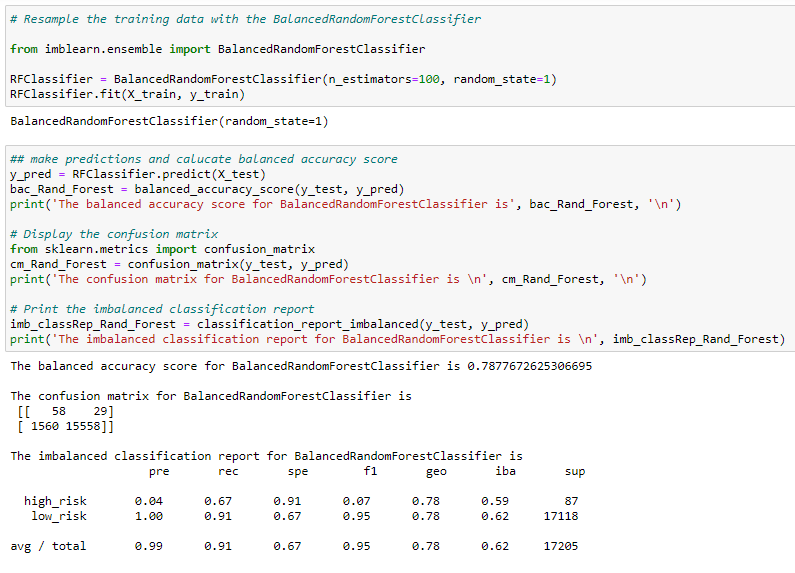 # Resample the training data with the BalancedRandomForestClassifier
from imblearn.ensemble import BalancedRandomForestClassifier
RFClassifier = BalancedRandomForestClassifier(n_estimators=100, random_state=1)
RFClassifier.fit(X_train, y_train)
BalancedRandomForestClassifier(random_state=1)
## make predictions and calucate balanced accuracy score
y_pred = RFClassifier.predict(X_test)
bac_Rand_Forest = balanced_accuracy_score(y_test, y_pred)
print('The balanced accuracy score for BalancedRandomForestClassifier is', bac_Rand_Forest, '\n')
# Display the confusion matrix
from sklearn.metrics import confusion_matrix
cm_Rand_Forest = confusion_matrix(y_test, y_pred)
print('The confusion matrix for BalancedRandomForestClassifier is \n', cm_Rand_Forest, '\n')
# Print the imbalanced classification report
imb_classRep_Rand_Forest = classification_report_imbalanced(y_test, y_pred)
print('The imbalanced classification report for BalancedRandomForestClassifier is \n', imb_classRep_Rand_Forest)
The balanced accuracy score for BalancedRandomForestClassifier is 0.7877672625306695
The confusion matrix for BalancedRandomForestClassifier is
[[   58    29]
[ 1560 15558]]
The imbalanced classification report for BalancedRandomForestClassifier is
pre rec spe f1 geo iba sup
high_risk 0.04 0.67 0.91 0.07 0.78 0.59 87
low_risk 1.00 0.91 0.67 0.95 0.78 0.62 17118
avg / total 0.99 0.91 0.67 0.95 0.78 0.62 17205